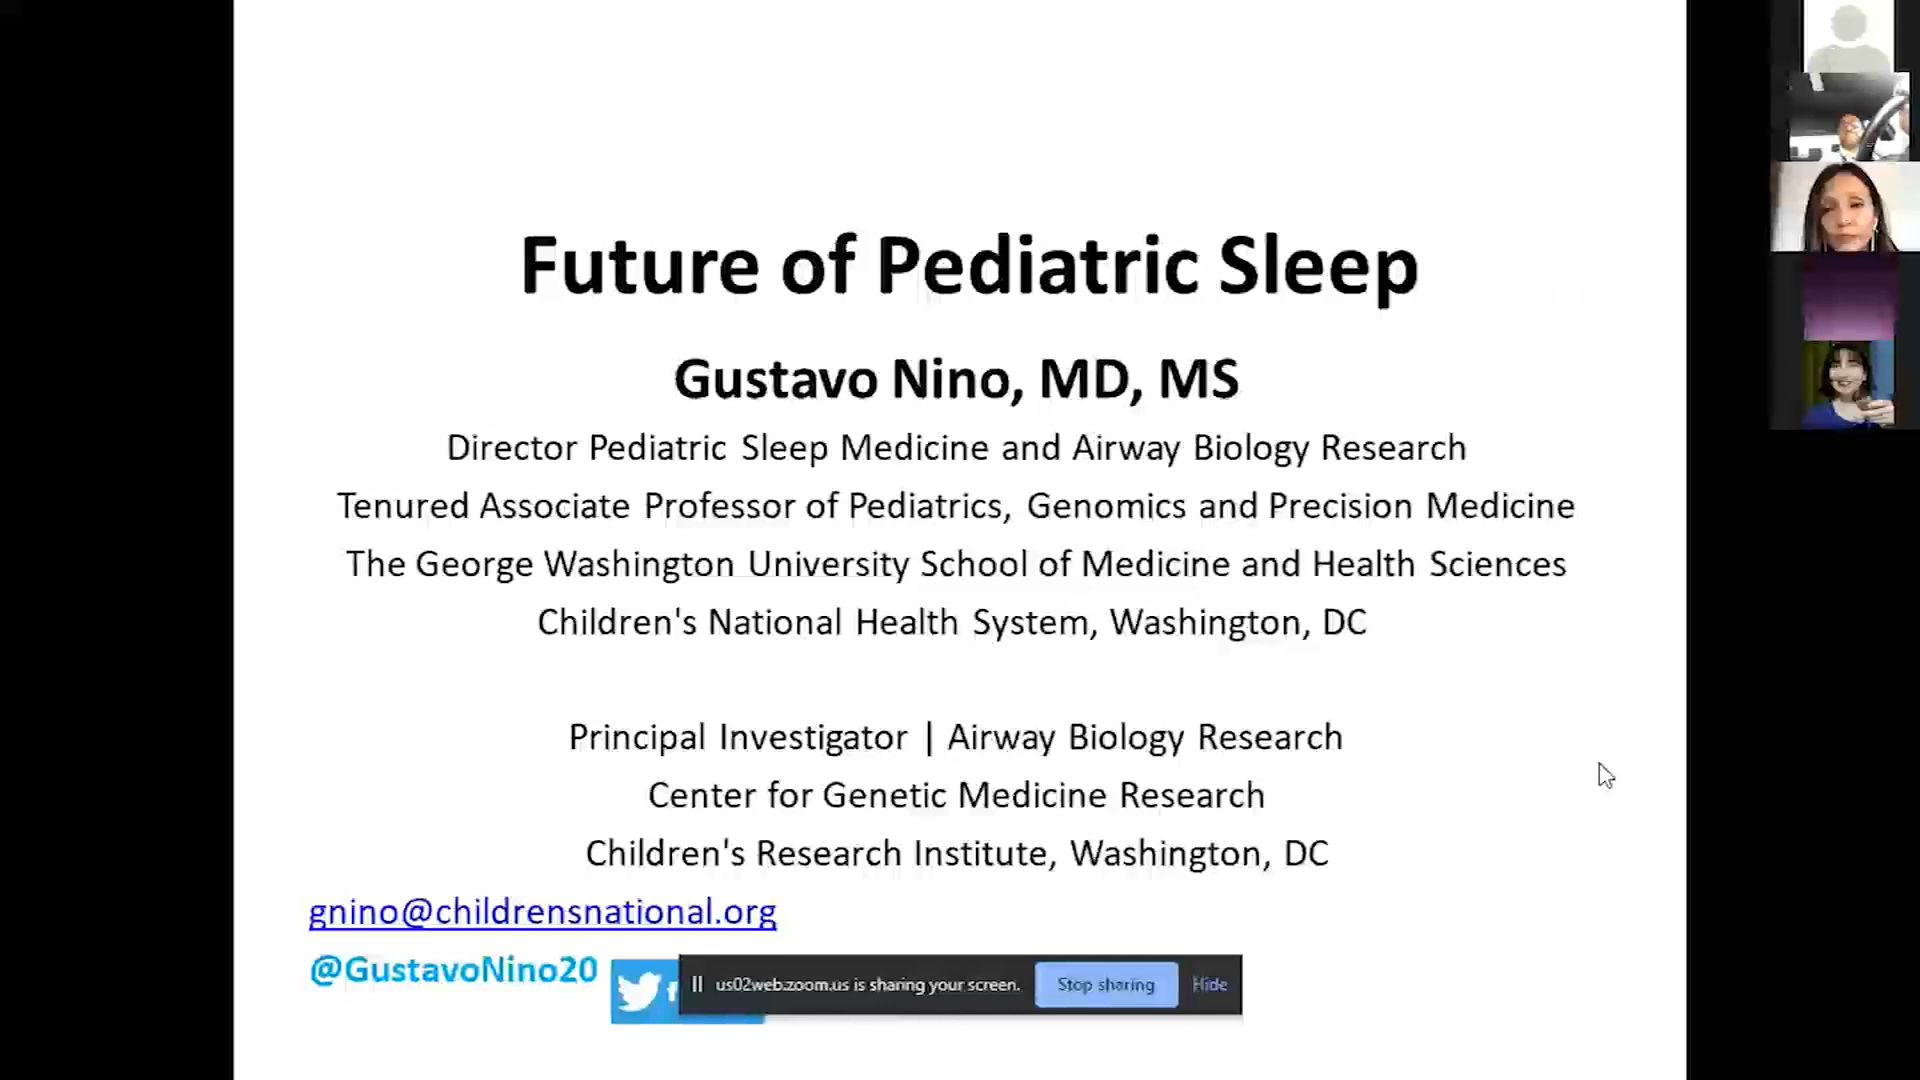 Future of Pediatric Sleep
Gustavo Nino, MD, MS
Director Pediatric Sleep Medicine and Airway Biology Research
Tenured Associate Professor of Pediatrics, Genomics and Precision Medicine
The George Washington University School of Medicine and Health Sciences
Children's National Health System, Washington, DC
Principal Investigator | Airway Biology Research
Center for Genetic Medicine Research
Children's Research Institute, Washington, DC
gnino@childrensnational.org
@GustavoNino20
us02web.zoom.us is sharing your screen. Stop sharing Hide